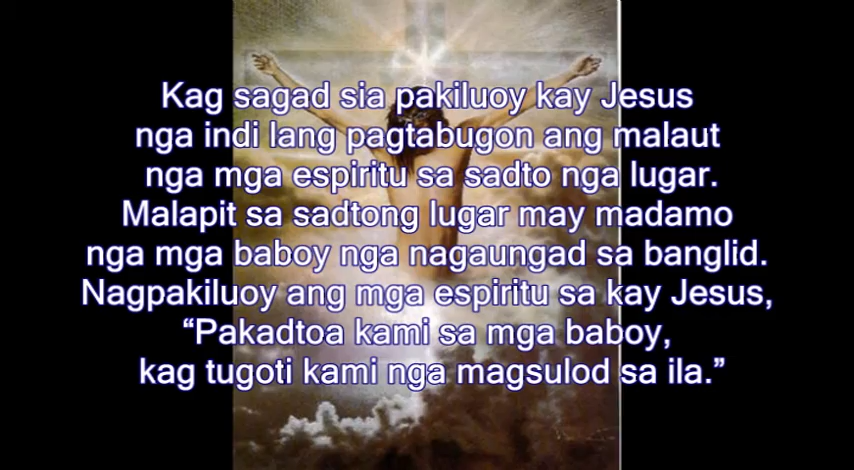 Kag sagad sia pakiluoy kay Jesus
nga indi lang pagtabugon ang malaut
nga mga espiritu sa sadto nga lugar.
Malapit sa sadtong lugar may madamo
nga mga baboy nga nagaungad sa banglid.
Nagpakiluoy ang mga espiritu sa kay Jesus,
“Pakadtoa kami sa mga baboy,
kag tugoti kami nga magsulod sa ila.”